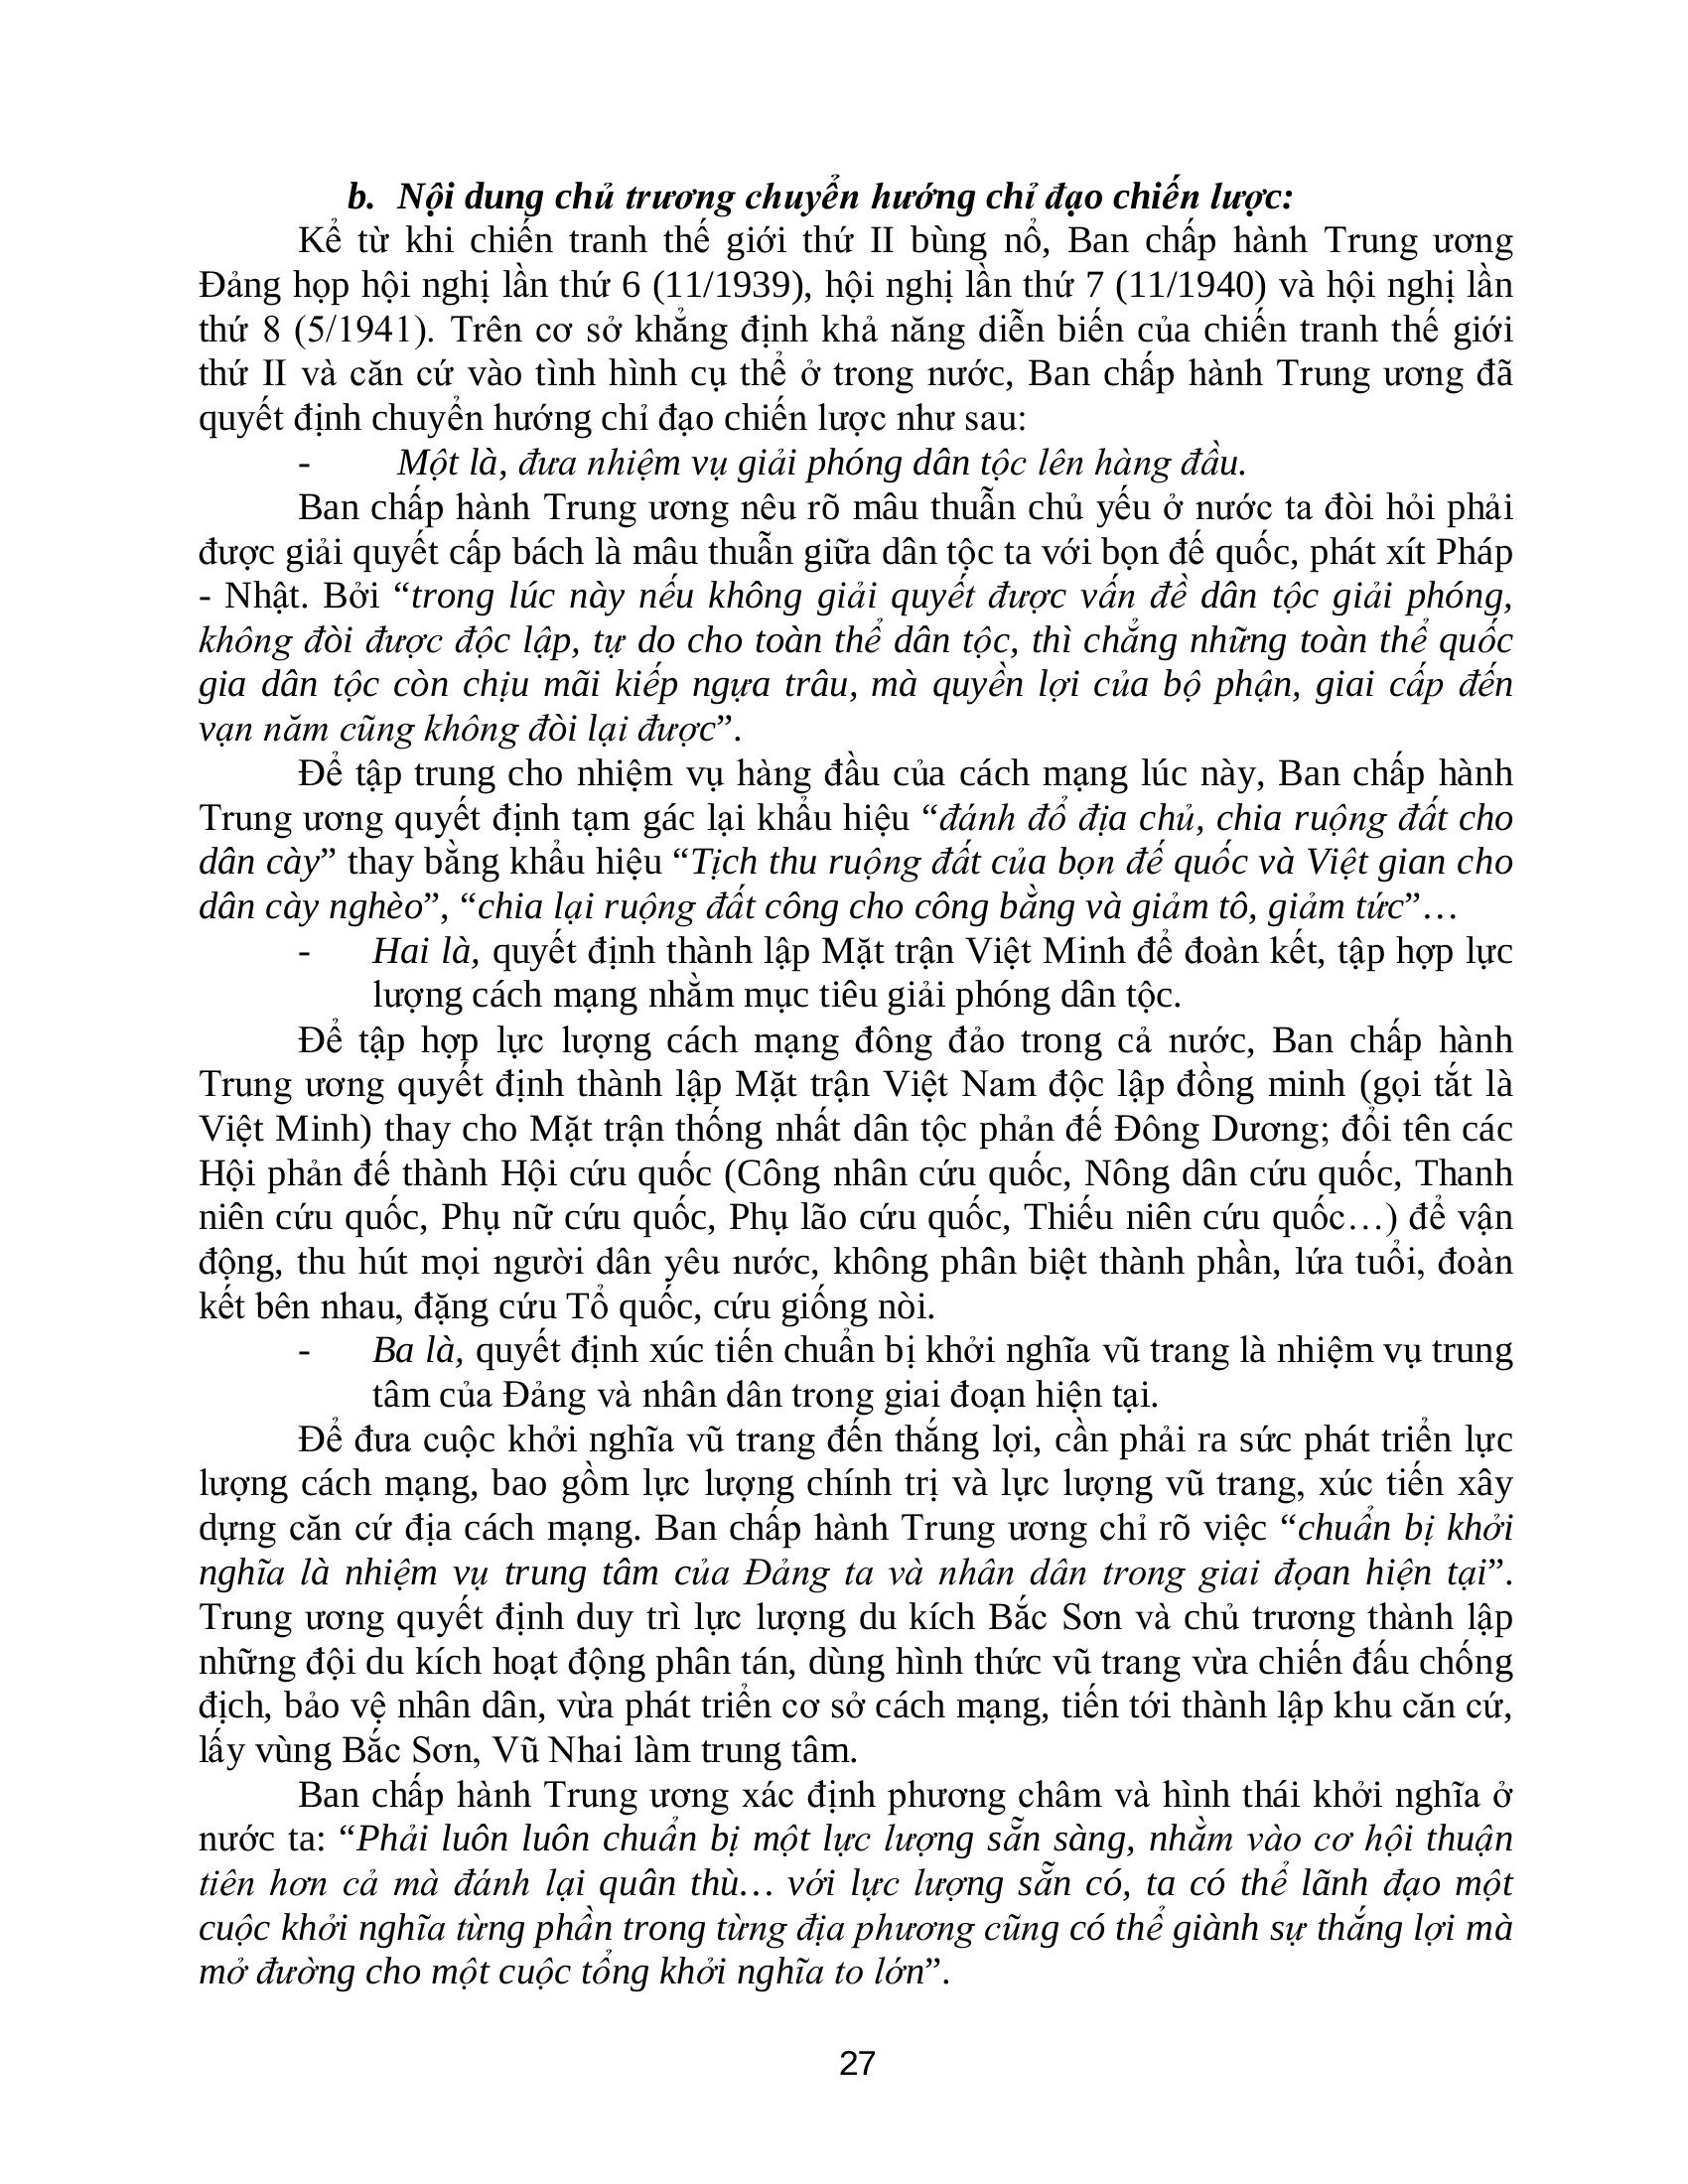 b. Nội dung chủ trương chuyển hướng chỉ đạo chiến lược:
Kể từ khi chiến tranh thế giới thứ II bùng nổ, Ban chấp hành Trung ương
Đảng họp hội nghị lần thứ 6 (11/1939), hội nghị lần thứ 7 (11/1940) và hội nghị lần
thứ 8 (5/1941). Trên cơ sở khẳng định khả năng diễn biến của chiến tranh thế giới
thứ II và căn cứ vào tình hình cụ thể ở trong nước, Ban chấp hành Trung ương đã
quyết định chuyển hướng chỉ đạo chiến lược như sau:
- Một là, đưa nhiệm vụ giải phóng dân tộc lên hàng đầu.
Ban chấp hành Trung ương nêu rõ mâu thuẫn chủ yếu ở nước ta đòi hỏi phải
được giải quyết cấp bách là mâu thuẫn giữa dân tộc ta với bọn đế quốc, phát xít Pháp
- Nhật. Bởi “trong lúc này nếu không giải quyết được vấn đề dân tộc giải phóng,
không đòi được độc lập, tự do cho toàn thể dân tộc, thì chẳng những toàn thể quốc
gia dân tộc còn chịu mãi kiếp ngựa trâu, mà quyền lợi của bộ phận, giai cấp đến
vạn năm cũng không đòi lại được”.
Để tập trung cho nhiệm vụ hàng đầu của cách mạng lúc này, Ban chấp hành
Trung ương quyết định tạm gác lại khẩu hiệu “đánh đổ địa chủ, chia ruộng đất cho
dân cày” thay bằng khẩu hiệu “Tịch thu ruộng đất của bọn đế quốc và Việt gian cho
dân cày nghèo”, “chia lại ruộng đất công cho công bằng và giảm tô, giảm tức”…
- Hai là, quyết định thành lập Mặt trận Việt Minh để đoàn kết, tập hợp lực
lượng cách mạng nhằm mục tiêu giải phóng dân tộc.
Để tập hợp lực lượng cách mạng đông đảo trong cả nước, Ban chấp hành
Trung ương quyết định thành lập Mặt trận Việt Nam độc lập đồng minh (gọi tắt là
Việt Minh) thay cho Mặt trận thống nhất dân tộc phản đế Đông Dương; đổi tên các
Hội phản đế thành Hội cứu quốc (Công nhân cứu quốc, Nông dân cứu quốc, Thanh
niên cứu quốc, Phụ nữ cứu quốc, Phụ lão cứu quốc, Thiếu niên cứu quốc…) để vận
động, thu hút mọi người dân yêu nước, không phân biệt thành phần, lứa tuổi, đoàn
kết bên nhau, đặng cứu Tổ quốc, cứu giống nòi.
- Ba là, quyết định xúc tiến chuẩn bị khởi nghĩa vũ trang là nhiệm vụ trung
tâm của Đảng và nhân dân trong giai đoạn hiện tại.
Để đưa cuộc khởi nghĩa vũ trang đến thắng lợi, cần phải ra sức phát triển lực
lượng cách mạng, bao gồm lực lượng chính trị và lực lượng vũ trang, xúc tiến xây
dựng căn cứ địa cách mạng. Ban chấp hành Trung ương chỉ rõ việc “chuẩn bị khởi
nghĩa là nhiệm vụ trung tâm của Đảng ta và nhân dân trong giai đọan hiện tại”.
Trung ương quyết định duy trì lực lượng du kích Bắc Sơn và chủ trương thành lập
những đội du kích hoạt động phân tán, dùng hình thức vũ trang vừa chiến đấu chống
địch, bảo vệ nhân dân, vừa phát triển cơ sở cách mạng, tiến tới thành lập khu căn cứ,
lấy vùng Bắc Sơn, Vũ Nhai làm trung tâm.
Ban chấp hành Trung ương xác định phương châm và hình thái khởi nghĩa ở
nước ta: “Phải luôn luôn chuẩn bị một lực lượng sẵn sàng, nhằm vào cơ hội thuận
tiên hơn cả mà đánh lại quân thù… với lực lượng sẵn có, ta có thể lãnh đạo một
cuộc khởi nghĩa từng phần trong từng địa phương cũng có thể giành sự thắng lợi mà
mở đường cho một cuộc tổng khởi nghĩa to lớn”.
27